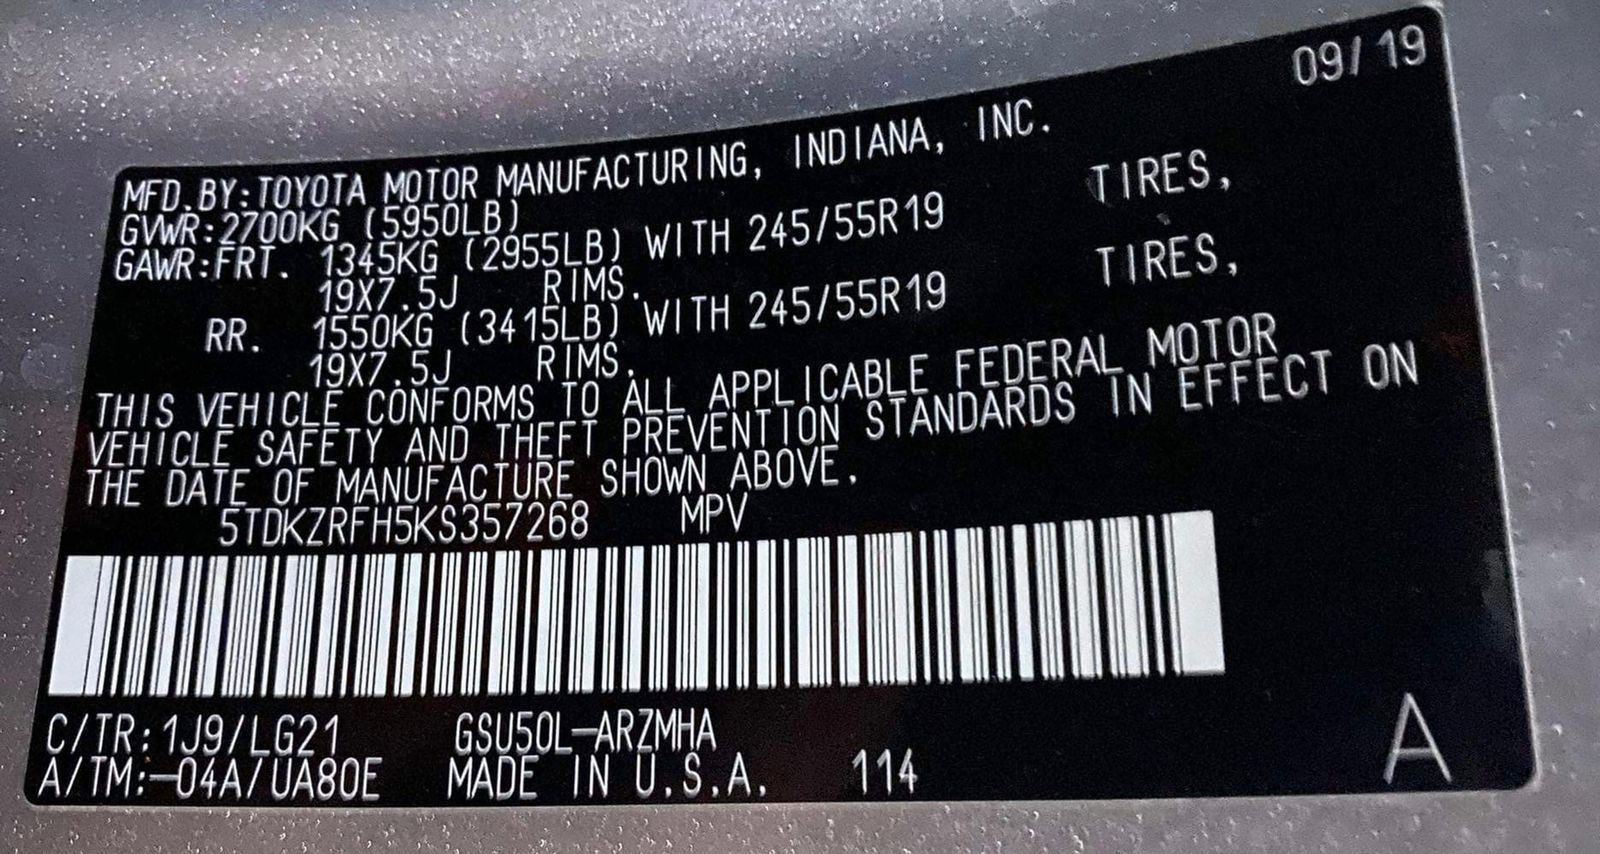 09/19
MFD.BY:TOYOTA MOTOR MANUFACTURING, INDIANA, INC.
GVWR:2700KG (5950LB)
GAWR:FRT. 1345KG (2955LB) WITH 245/55R19 TIRES,
19X7.5J RIMS.
RR. 1550KG (3415LB) WITH 245/55R19 TIRES,
19X7.5J RIMS.
THIS VEHICLE CONFORMS TO ALL APPLICABLE FEDERAL MOTOR
VEHICLE SAFETY AND THEFT PREVENTION STANDARDS IN EFFECT ON
THE DATE OF MANUFACTURE SHOWN ABOVE.
5TDKZRFH5KS357268 MPV
C/TR:1J9/LG21 GSU50L-ARZMHA
A/TM:-04A/UA80E MADE IN U.S.A. 114
A